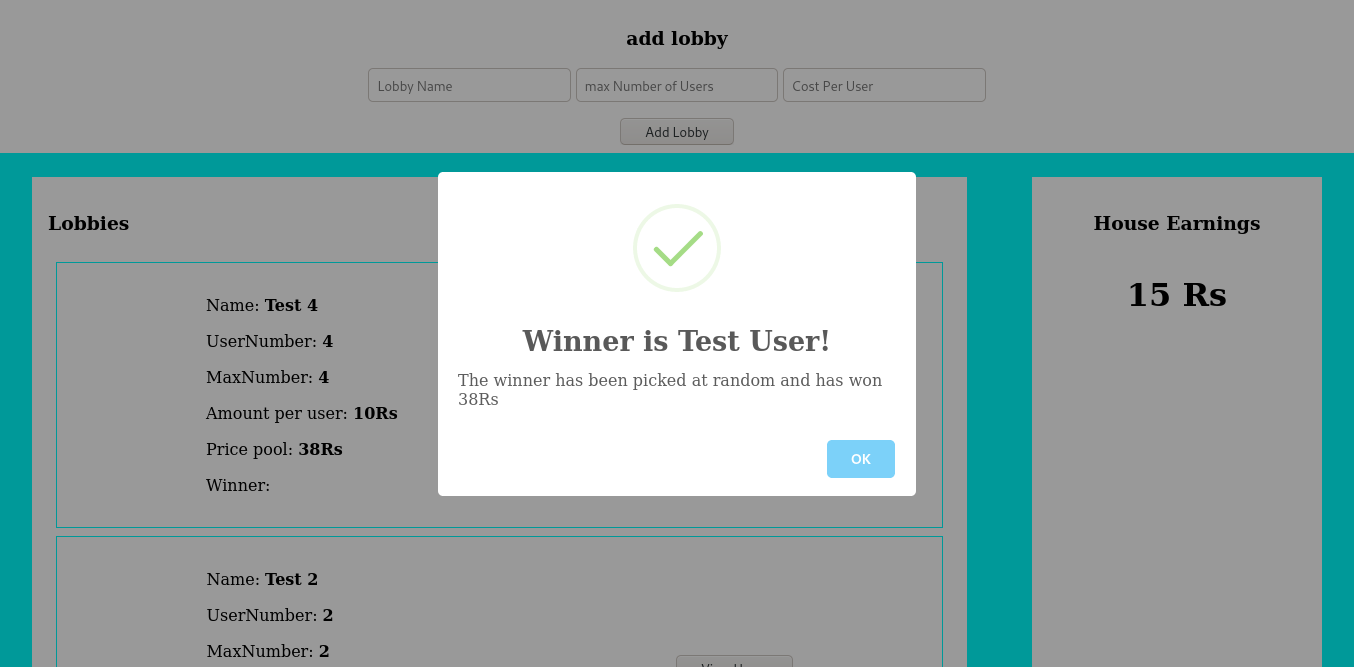 add lobby
Lobby Name
max Number of Users
Cost Per User
Add Lobby
Lobbies
Name: Test 4
UserNumber: 4
MaxNumber: 4
Amount per user: 10Rs
Price pool: 38Rs
Winner:
Name: Test 2
UserNumber: 2
MaxNumber: 2
Winner is Test User!
The winner has been picked at random and has won
38Rs
OK
House Earnings
15 Rs